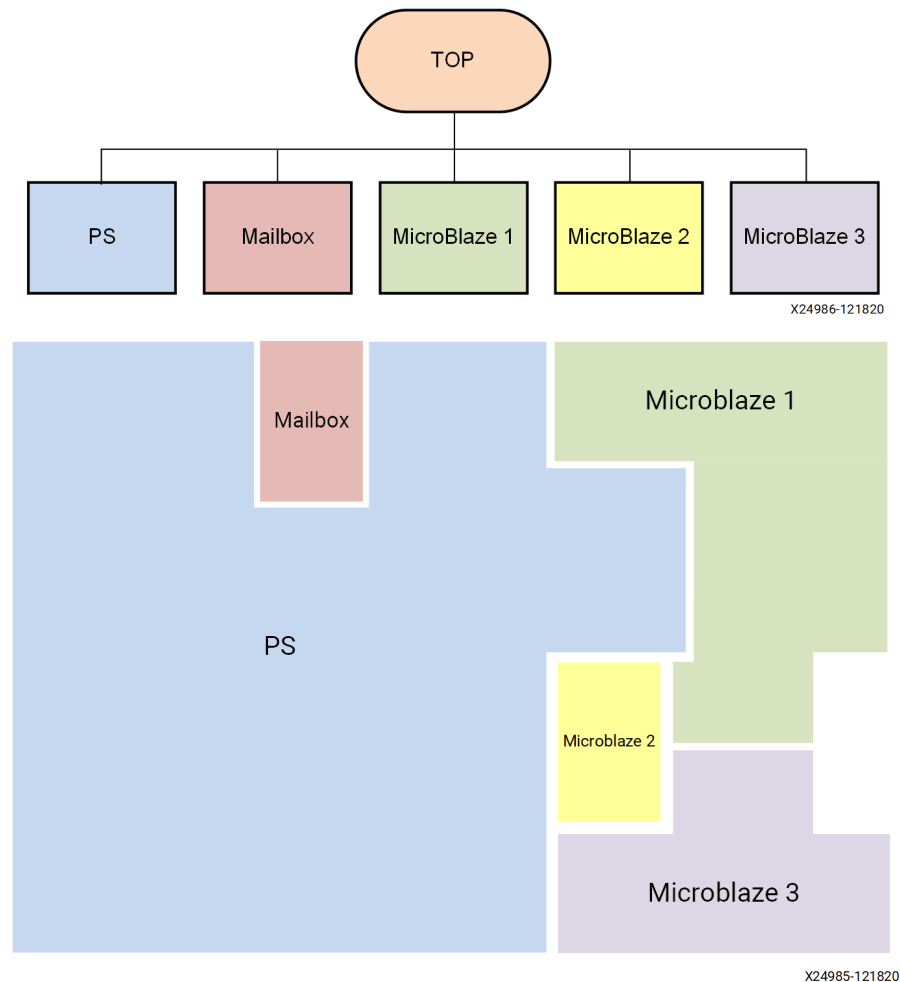 TOP
PS
Mailbox
MicroBlaze 1
MicroBlaze 2
MicroBlaze 3
X24986-121820
Mailbox
Microblaze 1
PS
Microblaze 2
Microblaze 3
X24985-121820